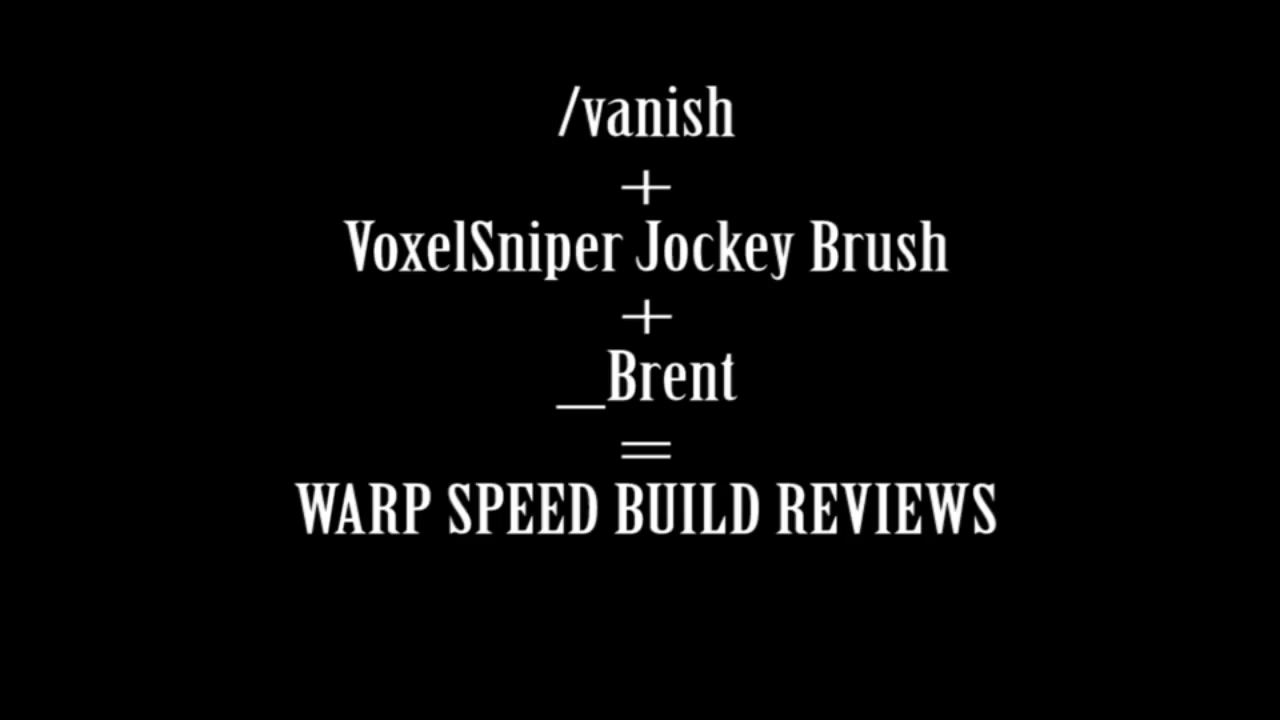 /vanish
+
VoxelSniper Jockey Brush
+
_Brent
=
WARP SPEED BUILD REVIEWS